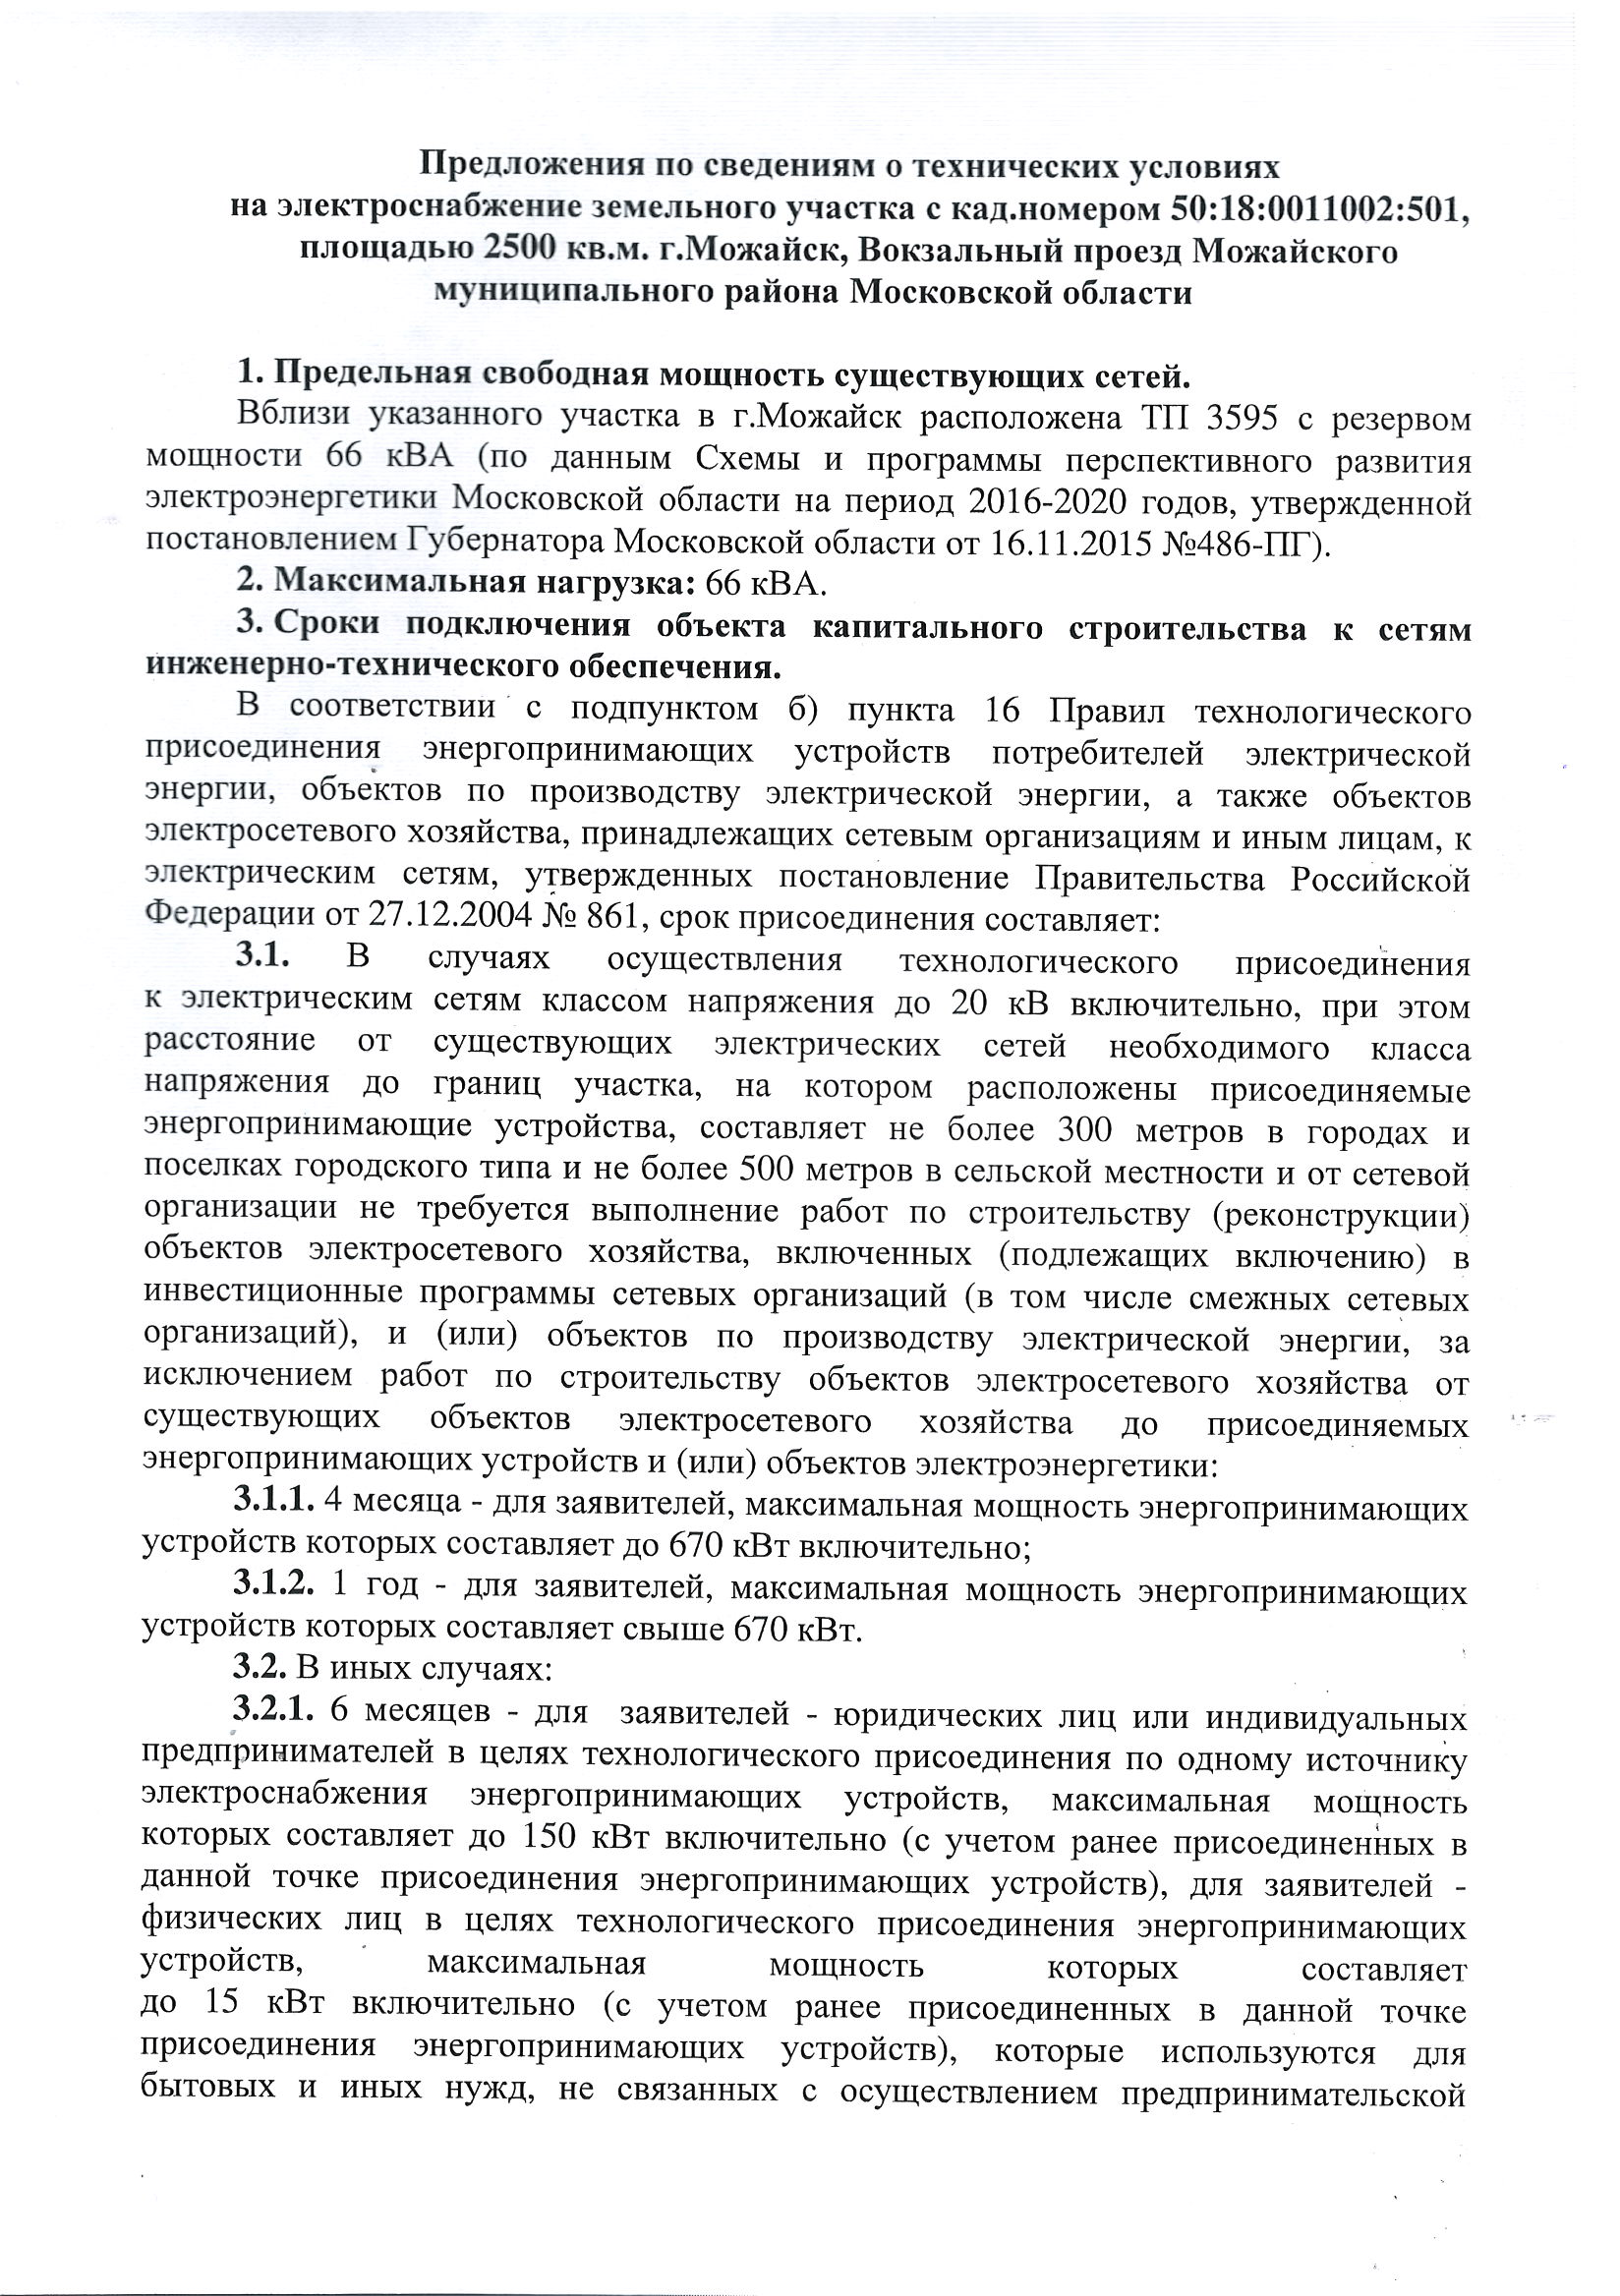 Предложения по сведениям о технических условиях
на электроснабжение земельного участка с кад.номером 50:18:0011002:501,
площадью 2500 кв.м. г.Можайск, Вокзальный проезд Можайского
муниципального района Московской области
1. Предельная свободная мощность существующих сетей.
Вблизи указанного участка в г.Можайск расположена ТП 3595 с резервом
мощности 66 кВА (по данным Схемы и программы перспективного развития
электроэнергетики Московской области на период 2016-2020 годов, утвержденной
постановлением Губернатора Московской области от 16.11.2015 №486-ПГ).
2. Максимальная нагрузка: 66 кВА.
3. Сроки подключения объекта капитального строительства к сетям
инженерно-технического обеспечения.
В соответствии с подпунктом б) пункта 16 Правил технологического
присоединения энергопринимающих устройств потребителей электрической
энергии, объектов по производству электрической энергии, а также объектов
электросетевого хозяйства, принадлежащих сетевым организациям и иным лицам, к
электрическим сетям, утвержденных постановление Правительства Российской
Федерации от 27.12.2004 № 861, срок присоединения составляет:
3.1. В случаях осуществления технологического присоединения
к электрическим сетям классом напряжения до 20 кВ включительно, при этом
расстояние от существующих электрических сетей необходимого класса
напряжения до границ участка, на котором расположены присоединяемые
энергопринимающие устройства, составляет не более 300 метров в городах и
поселках городского типа и не более 500 метров в сельской местности и от сетевой
организации не требуется выполнение работ по строительству (реконструкции)
объектов электросетевого хозяйства, включенных (подлежащих включению) в
инвестиционные программы сетевых организаций (в том числе смежных сетевых
организаций), и (или) объектов по производству электрической энергии, за
исключением работ по строительству объектов электросетевого хозяйства от
существующих объектов электросетевого хозяйства до присоединяемых
энергопринимающих устройств и (или) объектов электроэнергетики:
3.1.1. 4 месяца - для заявителей, максимальная мощность энергопринимающих
устройств которых составляет до 670 кВт включительно;
3.1.2. 1 год - для заявителей, максимальная мощность энергопринимающих
устройств которых составляет свыше 670 кВт.
3.2. В иных случаях:
3.2.1. 6 месяцев - для заявителей - юридических лиц или индивидуальных
предпринимателей в целях технологического присоединения по одному источнику
электроснабжения энергопринимающих устройств, максимальная мощность
которых составляет до 150 кВт включительно (с учетом ранее присоединенных в
данной точке присоединения энергопринимающих устройств), для заявителей -
физических лиц в целях технологического присоединения энергопринимающих
устройств, максимальная мощность которых составляет
до 15 кВт включительно (с учетом ранее присоединенных в данной точке
присоединения энергопринимающих устройств), которые используются для
бытовых и иных нужд, не связанных с осуществлением предпринимательской